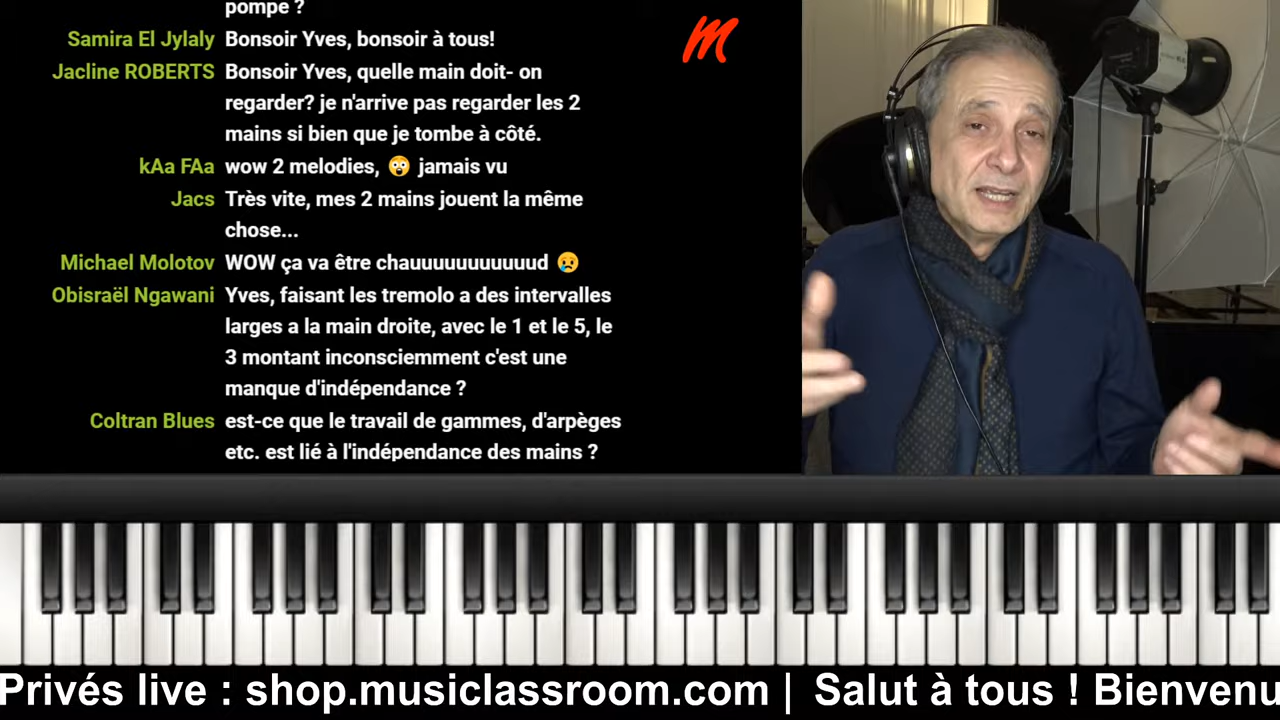 pompe ?
Samira El Jylaly Bonsoir Yves, bonsoir à tous!
Jacline ROBERTS Bonsoir Yves, quelle main doit- on
regarder? je n'arrive pas regarder les 2
mains si bien que je tombe à côté.
kAa FAa wow 2 melodies, 😲 jamais vu
Jacs Très vite, mes 2 mains jouent la même
chose...
Michael Molotov WOW ça va être chauuuuuuuuuuud 😢
Obisraël Ngawani Yves, faisant les tremolo a des intervalles
larges a la main droite, avec le 1 et le 5, le
3 montant inconsciemment c'est une
manque d'indépendance ?
Coltran Blues est-ce que le travail de gammes, d'arpèges
etc. est lié à l'indépendance des mains ?
m
Privés live : shop.musiclassroom.com | Salut à tous ! Bienvenu